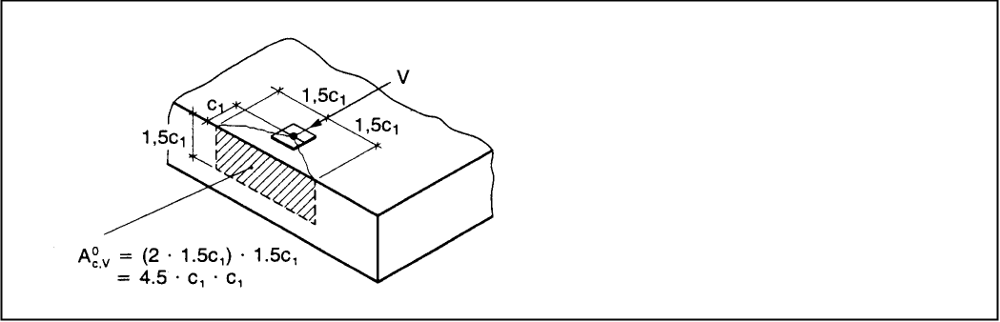 V
1,5c₁
c₁
1,5c₁
1,5c₁
A⁰c,V = (2 · 1.5c₁) · 1.5c₁
= 4.5 · c₁ · c₁